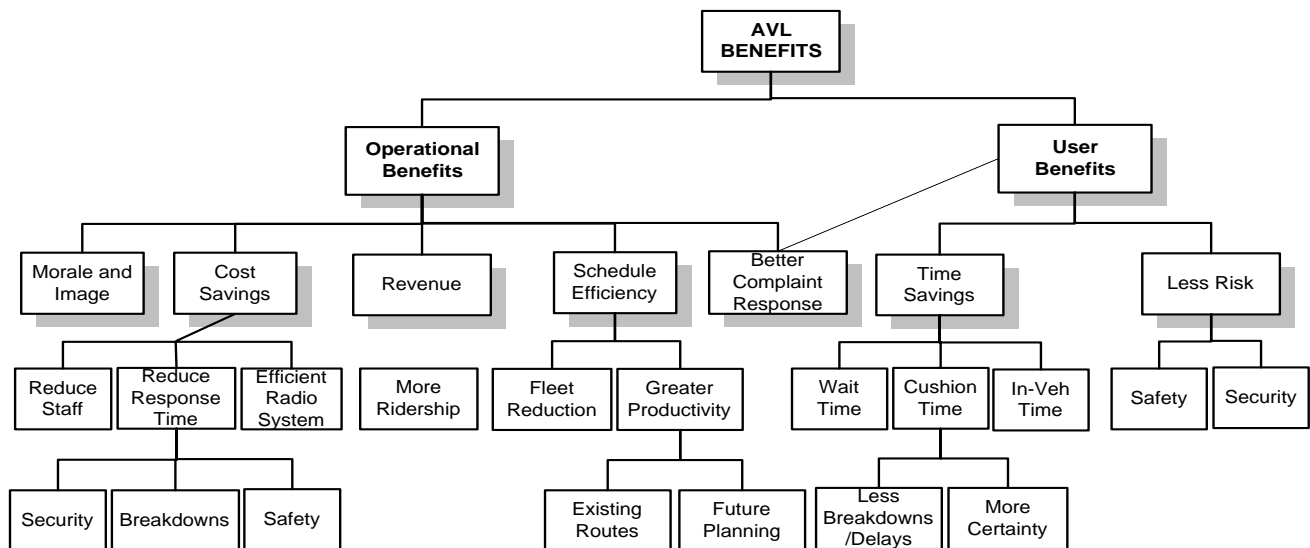 AVL
BENEFITS
Operational
Benefits
User
Benefits
Morale and
Image
Cost
Savings
Revenue
Schedule
Efficiency
Better
Complaint
Response
Time
Savings
Less Risk
Reduce
Staff
Reduce
Response
Time
Efficient
Radio
System
More
Ridership
Fleet
Reduction
Greater
Productivity
Wait
Time
Cushion
Time
In-Veh
Time
Safety
Security
Security
Breakdowns
Safety
Existing
Routes
Future
Planning
Less
Breakdowns
/Delays
More
Certainty